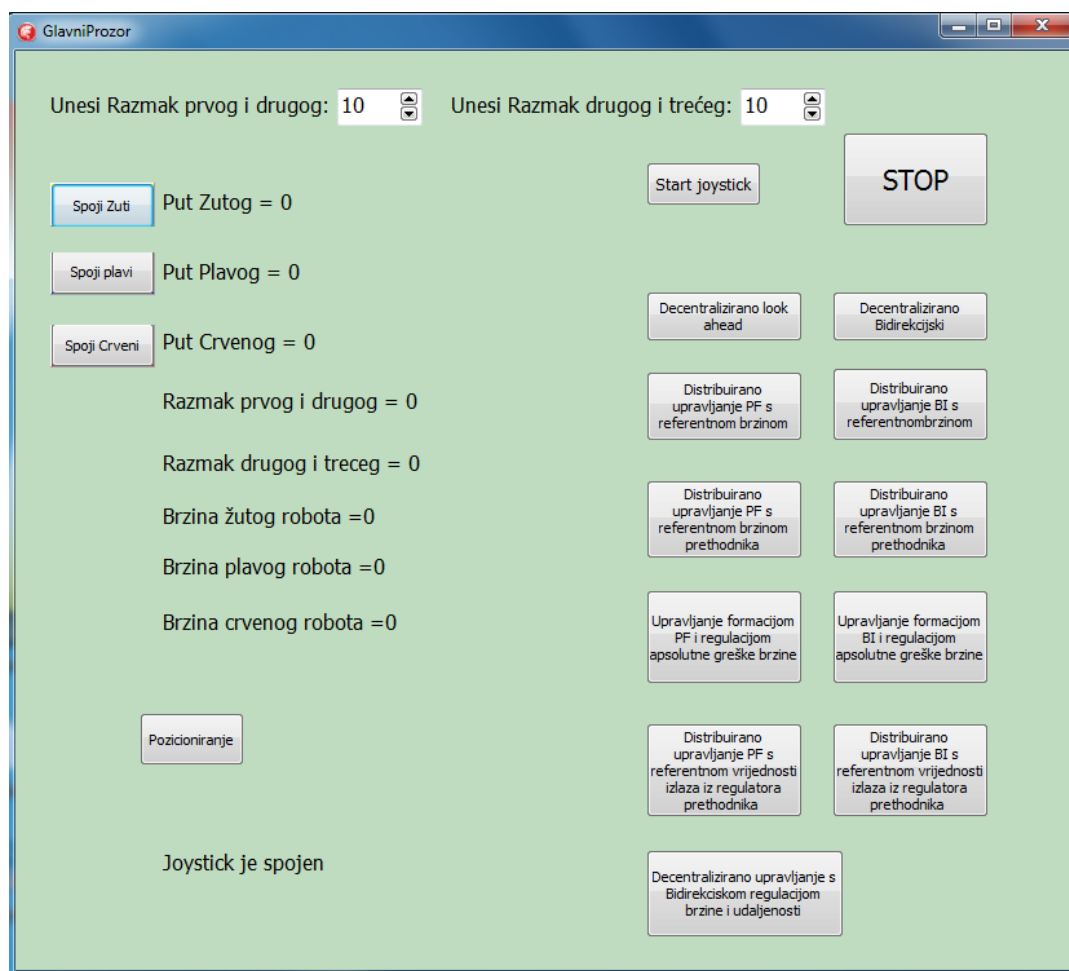 GlavniProzor
Unesi Razmak prvog i drugog: 10
Unesi Razmak drugog i trećeg: 10
Start joystick
STOP
Spoji Zuti
Put Zutog = 0
Spoji plavi
Put Plavog = 0
Spoji Crveni
Put Crvenog = 0
Razmak prvog i drugog = 0
Razmak drugog i treceg = 0
Brzina žutog robota =0
Brzina plavog robota =0
Brzina crvenog robota =0
Pozicioniranje
Joystick je spojen
Decentralizirano look
ahead
Decentralizirano
Bidirekcijski
Distribuirano
upravljanje PF s
referentnom brzinom
Distribuirano
upravljanje BI s
referentnombrzinom
Distribuirano
upravljanje PF s
referentnom brzinom
prethodnika
Distribuirano
upravljanje BI s
referentnom brzinom
prethodnika
Upravljanje formacijom
PF i regulacijom
apsolutne greške brzine
Upravljanje formacijom
BI i regulacijom
apsolutne greške brzine
Distribuirano
upravljanje PF s
referentnom vrijednosti
izlaza iz regulatora
prethodnika
Distribuirano
upravljanje BI s
referentnom vrijednosti
izlaza iz regulatora
prethodnika
Decentralizirano upravljanje s
Bidirekciskom regulacijom
brzine i udaljenosti